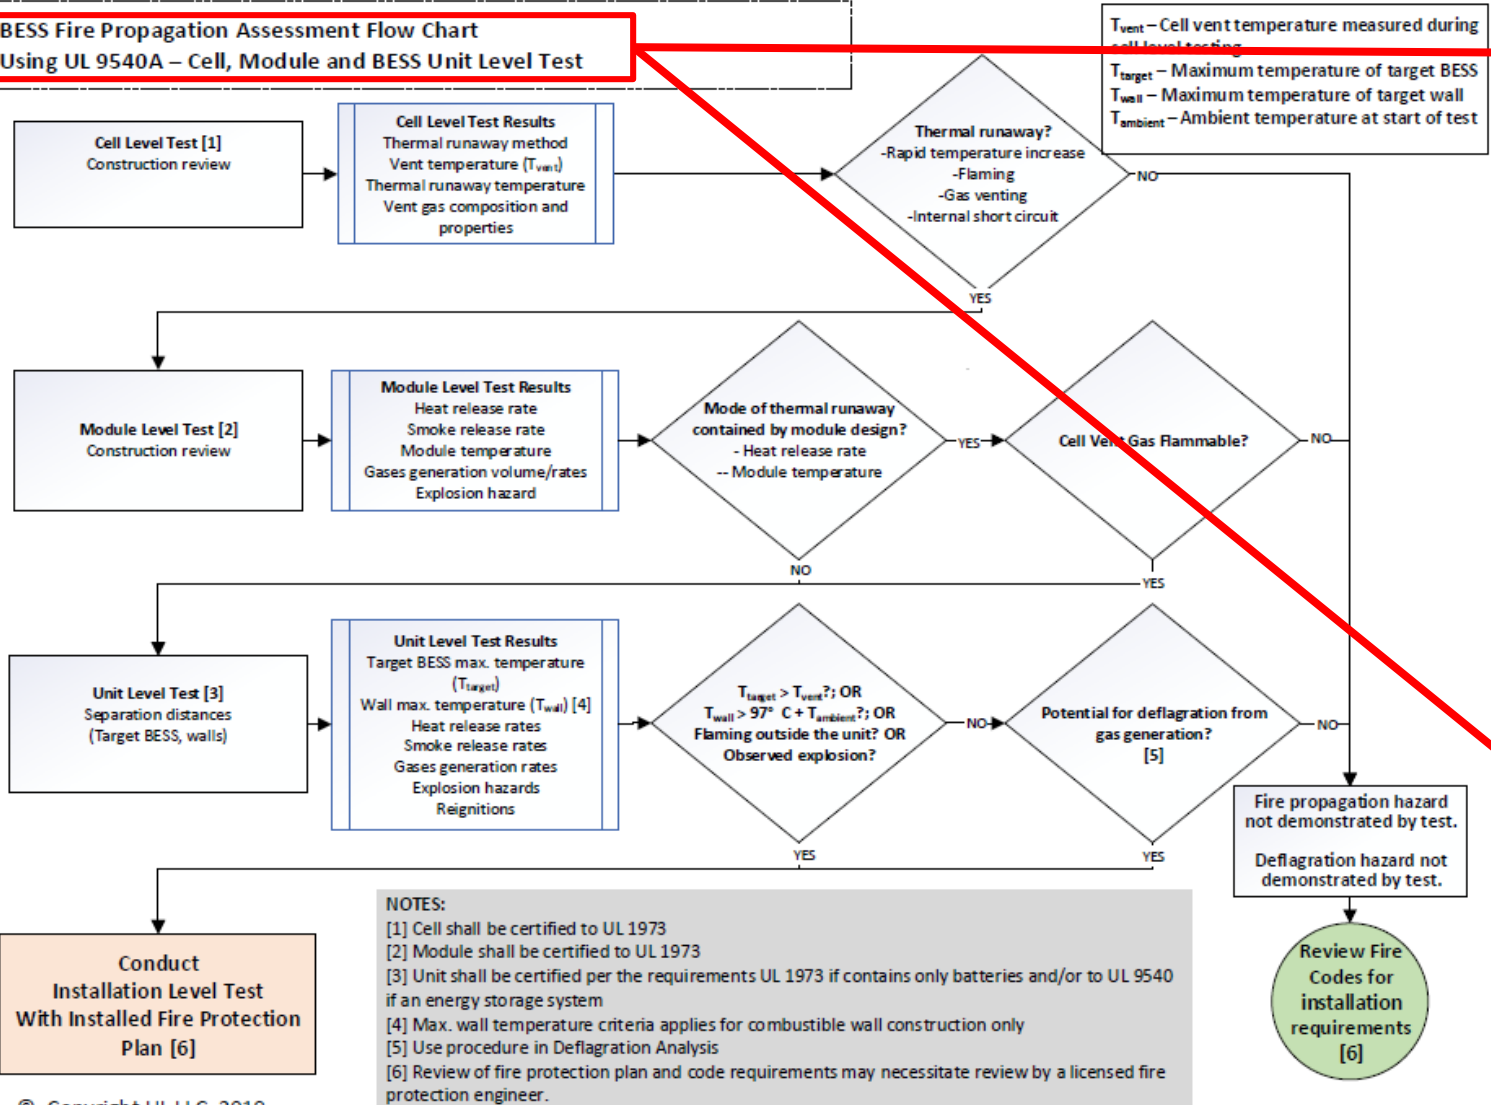 BESS Fire Propagation Assessment Flow Chart
Using UL 9540A – Cell, Module and BESS Unit Level Test
Tvent – Cell vent temperature measured during
cell level testing
Ttarget – Maximum temperature of target BESS
Twall – Maximum temperature of target wall
Tambient – Ambient temperature at start of test
Cell Level Test [1]
Construction review
Cell Level Test Results
Thermal runaway method
Vent temperature (Tvent)
Thermal runaway temperature
Vent gas composition and
properties
Thermal runaway?
-Rapid temperature increase
-Flaming
-Gas venting
-Internal short circuit
NO
YES
Module Level Test [2]
Construction review
Module Level Test Results
Heat release rate
Smoke release rate
Module temperature
Gases generation volume/rates
Explosion hazard
Mode of thermal runaway
contained by module design?
- Heat release rate
-- Module temperature
YES
NO
Cell Vent Gas Flammable?
NO
YES
Unit Level Test [3]
Separation distances
(Target BESS, walls)
Unit Level Test Results
Target BESS max. temperature
(Ttarget)
Wall max. temperature (Twall) [4]
Heat release rates
Smoke release rates
Gases generation rates
Explosion hazards
Reignitions
Ttarget > Tvent?; OR
Twall > 97° C + Tambient?; OR
Flaming outside the unit? OR
Observed explosion?
NO
YES
Potential for deflagration from
gas generation?
[5]
NO
YES
Fire propagation hazard
not demonstrated by test.
Deflagration hazard not
demonstrated by test.
Conduct
Installation Level Test
With Installed Fire Protection
Plan [6]
NOTES:
[1] Cell shall be certified to UL 1973
[2] Module shall be certified to UL 1973
[3] Unit shall be certified per the requirements UL 1973 if contains only batteries and/or to UL 9540
if an energy storage system
[4] Max. wall temperature criteria applies for combustible wall construction only
[5] Use procedure in Deflagration Analysis
[6] Review of fire protection plan and code requirements may necessitate review by a licensed fire
protection engineer.
Review Fire
Codes for
installation
requirements
[6]
© Copyright UL LLC, 2019